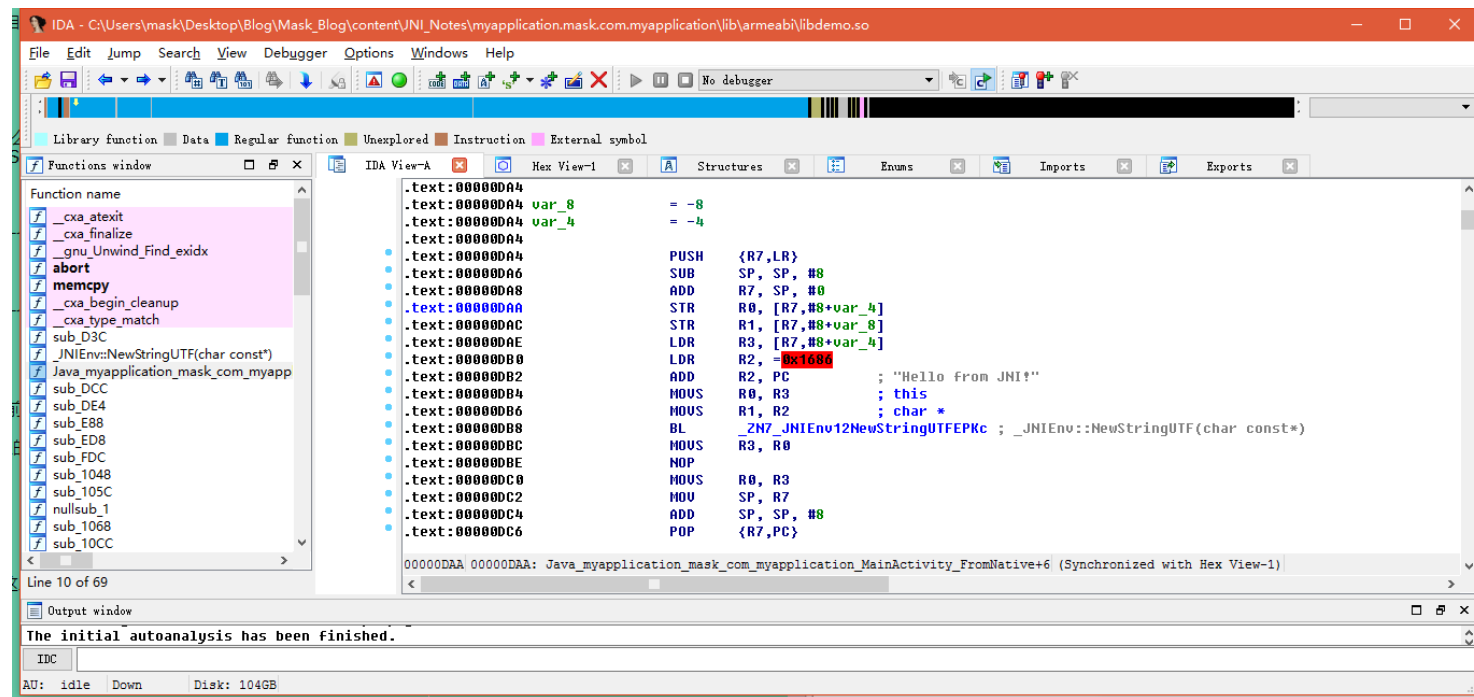 IDA - C:\Users\mask\Desktop\Blog\Mask_Blog\content\JNI_Notes\myapplication.mask.com.myapplication\lib\armeabi\libdemo.so
File Edit Jump Search View Debugger Options Windows Help
No debugger
Library function Data Regular function Unexplored Instruction External symbol
Functions window
IDA View-A Hex View-1 Structures Enums Imports Exports
Function name
__cxa_atexit
__cxa_finalize
__gnu_Unwind_Find_exidx
abort
memcpy
__cxa_begin_cleanup
__cxa_type_match
sub_D3C
_JNIEnv::NewStringUTF(char const*)
Java_myapplication_mask_com_myapp
sub_DCC
sub_DE4
sub_E88
sub_ED8
sub_FDC
sub_1048
sub_105C
nullsub_1
sub_1068
sub_10CC
Line 10 of 69
.text:00000DA4
.text:00000DA4 var_8 = -8
.text:00000DA4 var_4 = -4
.text:00000DA4
.text:00000DA4 PUSH {R7,LR}
.text:00000DA6 SUB SP, SP, #8
.text:00000DA8 ADD R7, SP, #0
.text:00000DAA STR R0, [R7,#8+var_4]
.text:00000DAC STR R1, [R7,#8+var_8]
.text:00000DAE LDR R3, [R7,#8+var_4]
.text:00000DB0 LDR R2, =0x1686
.text:00000DB2 ADD R2, PC ; "Hello from JNI!"
.text:00000DB4 MOVS R0, R3 ; this
.text:00000DB6 MOVS R1, R2 ; char *
.text:00000DB8 BL _ZN7_JNIEnv12NewStringUTFEPKc ; _JNIEnv::NewStringUTF(char const*)
.text:00000DBC MOVS R3, R0
.text:00000DBE NOP
.text:00000DC0 MOVS R0, R3
.text:00000DC2 MOV SP, R7
.text:00000DC4 ADD SP, SP, #8
.text:00000DC6 POP {R7,PC}
00000DAA 00000DAA: Java_myapplication_mask_com_myapplication_MainActivity_FromNative+6 (Synchronized with Hex View-1)
Output window
The initial autoanalysis has been finished.
IDC
AU: idle Down Disk: 104GB